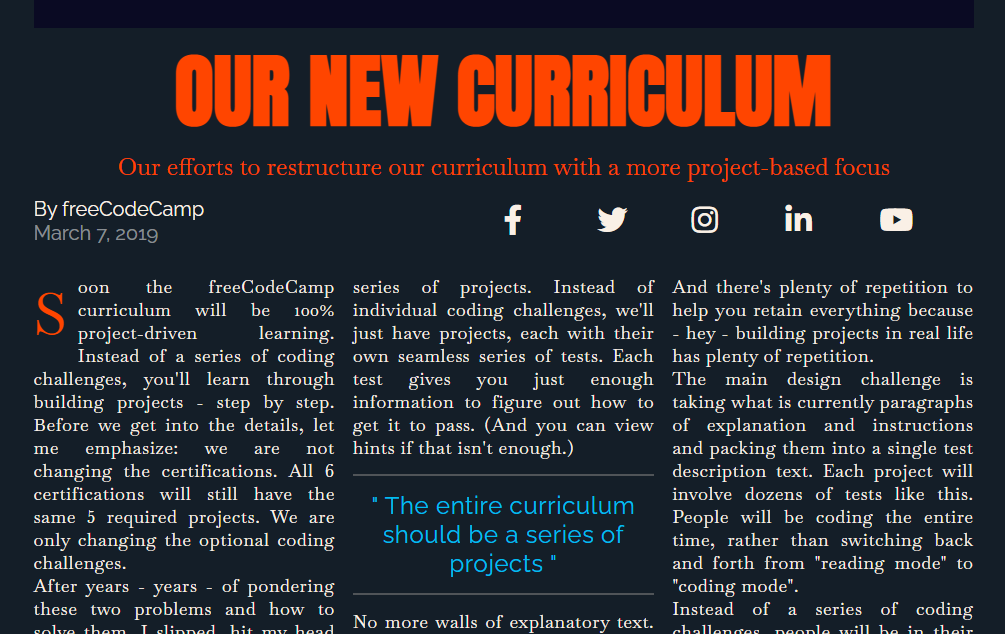 OUR NEW CURRICULUM
Our efforts to restructure our curriculum with a more project-based focus
By freeCodeCamp
March 7, 2019
Soon the freeCodeCamp
curriculum will be 100%
project-driven learning.
Instead of a series of coding
challenges, you'll learn through
building projects - step by step.
Before we get into the details, let
me emphasize: we are not
changing the certifications. All 6
certifications will still have the
same 5 required projects. We are
only changing the optional coding
challenges.
After years - years - of pondering
these two problems and how to
solve them, I slipped, hit my head
series of projects. Instead of
individual coding challenges, we'll
just have projects, each with their
own seamless series of tests. Each
test gives you just enough
information to figure out how to
get it to pass. (And you can view
hints if that isn't enough.)
" The entire curriculum
should be a series of
projects "
No more walls of explanatory text.
And there's plenty of repetition to
help you retain everything because
- hey - building projects in real life
has plenty of repetition.
The main design challenge is
taking what is currently paragraphs
of explanation and instructions
and packing them into a single test
description text. Each project will
involve dozens of tests like this.
People will be coding the entire
time, rather than switching back
and forth from "reading mode" to
"coding mode".
Instead of a series of coding
challenges, people will be in their